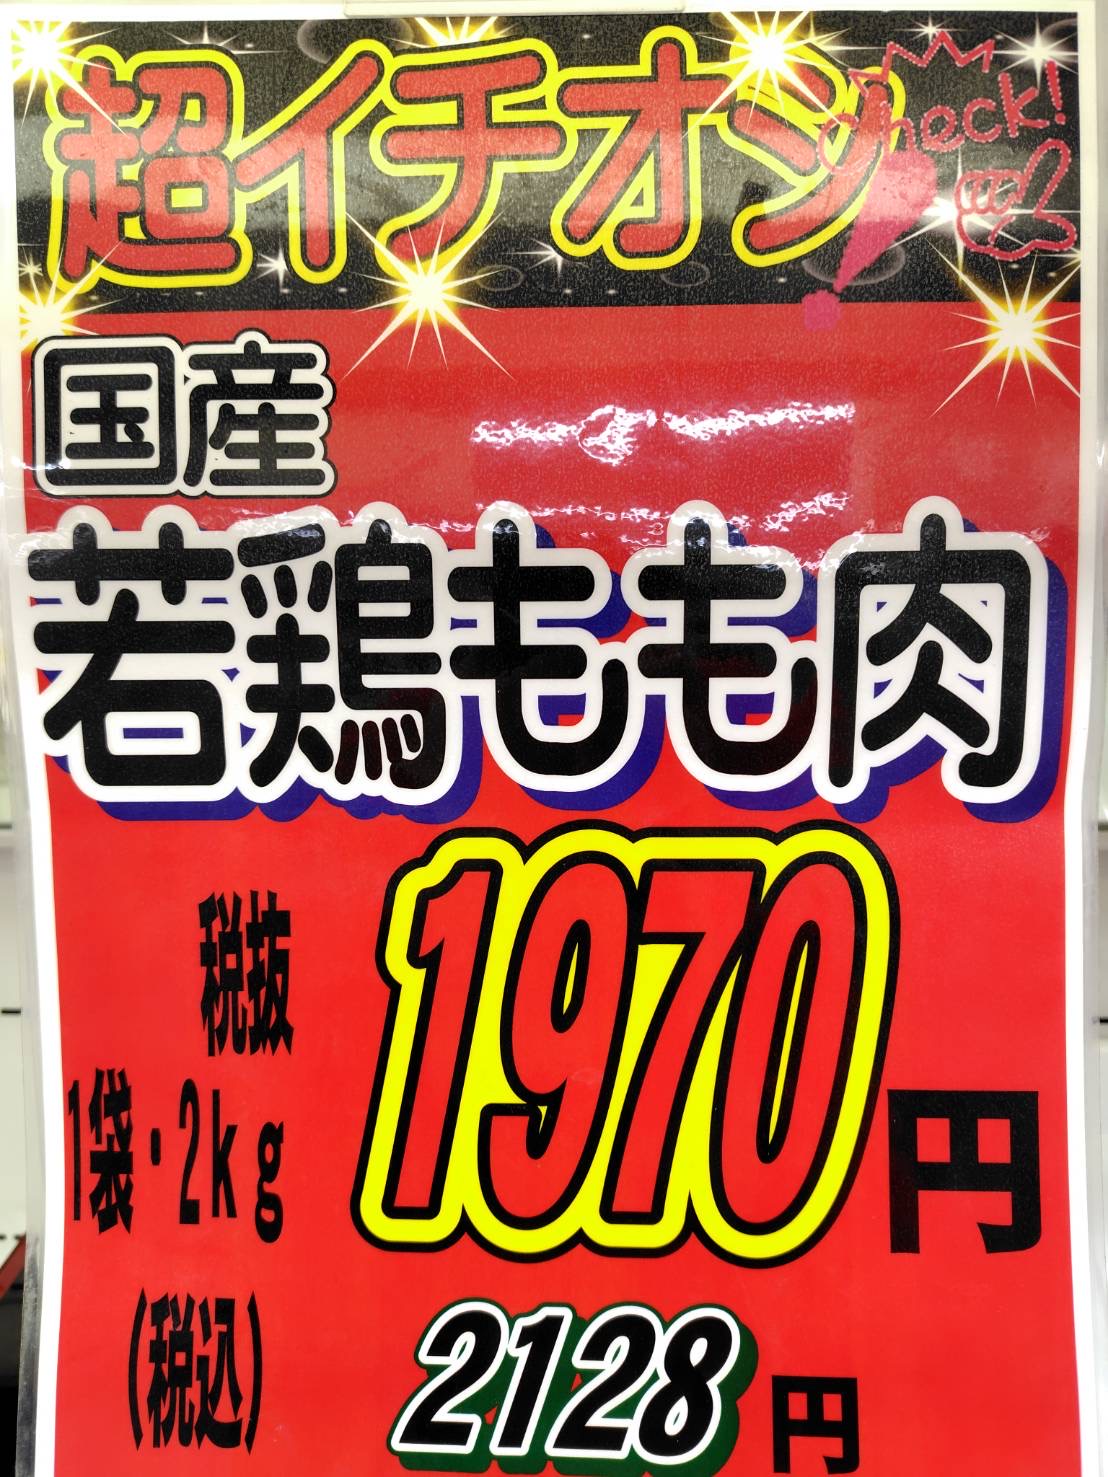 超イチオシ
Check!
国産
若鶏もも肉
税抜
1970円
1袋・2kg
(税込)
2128円